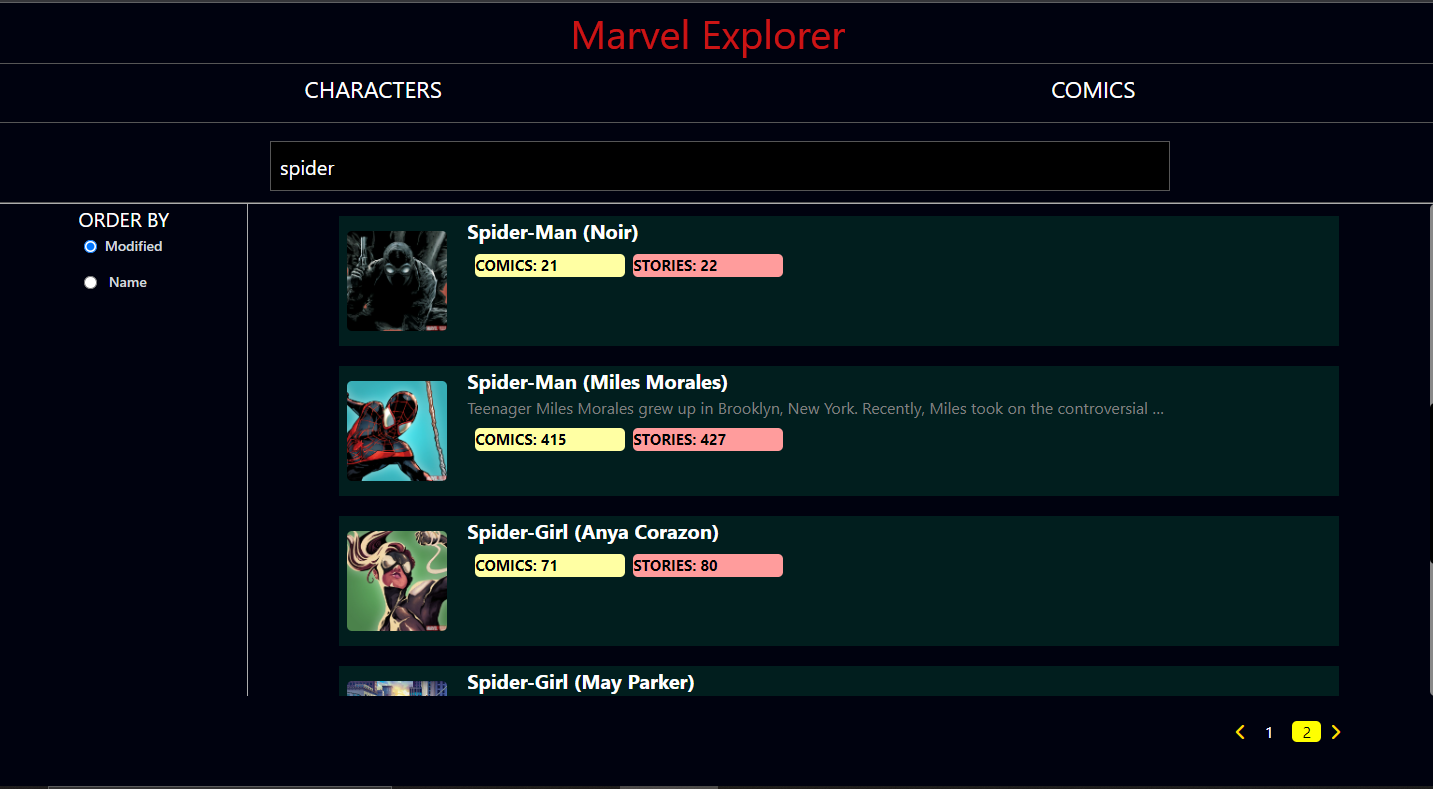 Marvel Explorer
CHARACTERS COMICS
spider
ORDER BY
Modified
Name
Spider-Man (Noir)
COMICS: 21 STORIES: 22
Spider-Man (Miles Morales)
Teenager Miles Morales grew up in Brooklyn, New York. Recently, Miles took on the controversial ...
COMICS: 415 STORIES: 427
Spider-Girl (Anya Corazon)
COMICS: 71 STORIES: 80
Spider-Girl (May Parker)
1 2